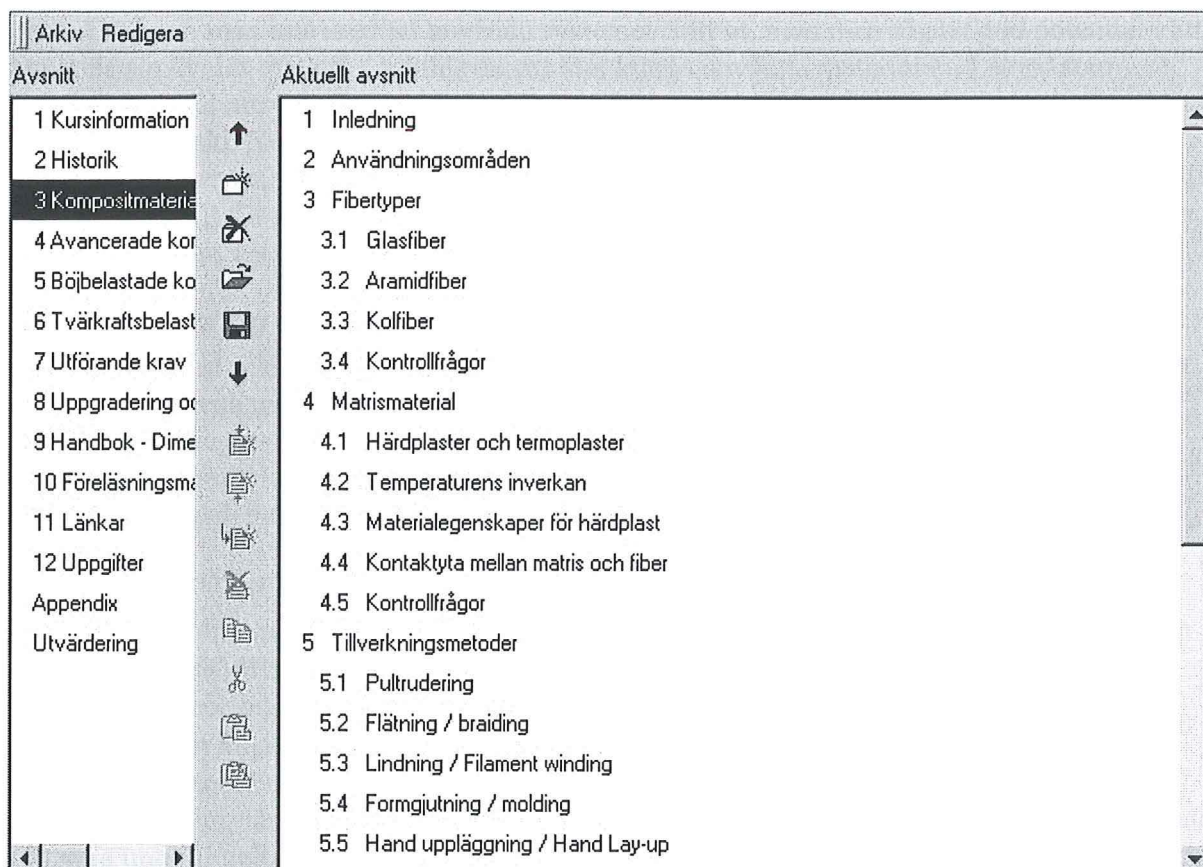 Arkiv Redigera
Avsnitt
1 Kursinformation
2 Historik
3 Kompositmateria
4 Avancerade kor
5 Böjbelastade ko
6 Tvärkraftsbelast
7 Utförande krav
8 Uppgradering oc
9 Handbok - Dime
10 Föreläsningsma
11 Länkar
12 Uppgifter
Appendix
Utvärdering
Aktuellt avsnitt
1 Inledning
2 Användningsområden
3 Fibertyper
3.1 Glasfiber
3.2 Aramidfiber
3.3 Kolfiber
3.4 Kontrollfrågor
4 Matrismaterial
4.1 Härdplaster och termoplaster
4.2 Temperaturens inverkan
4.3 Materialegenskaper för härdplast
4.4 Kontaktyta mellan matris och fiber
4.5 Kontrollfrågor
5 Tillverkningsmetoder
5.1 Pultrudering
5.2 Flätning / braiding
5.3 Lindning / Filament winding
5.4 Formgjutning / molding
5.5 Hand uppläggning / Hand Lay-up